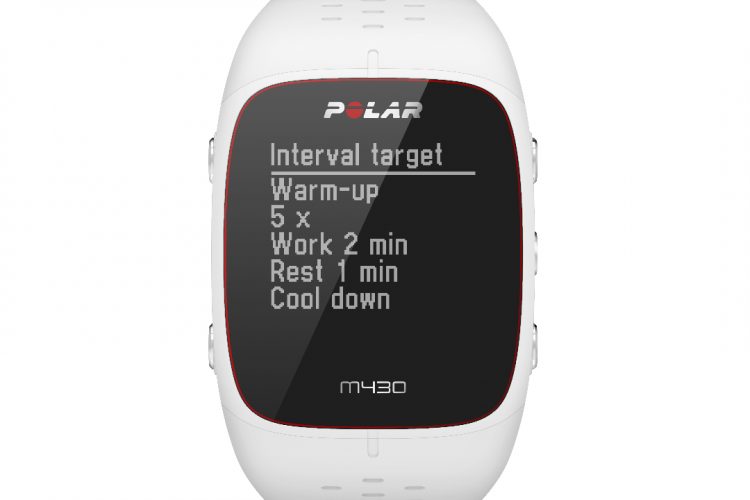 POLAR
Interval target
Warm-up
5 x
Work 2 min
Rest 1 min
Cool down
M430